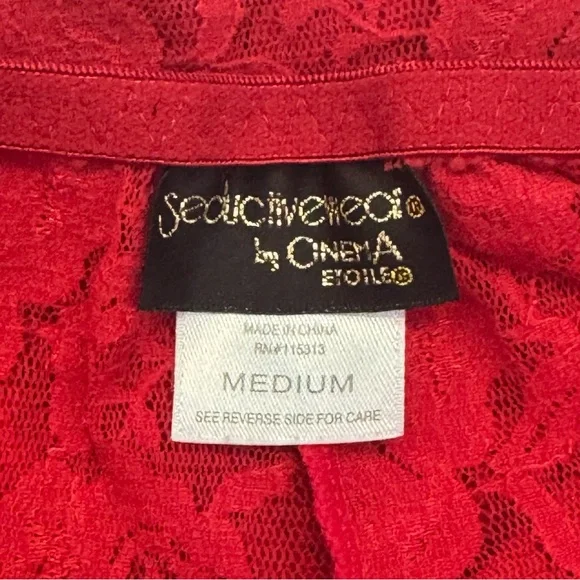 Seductivewear®
by CINEMA
ETOILE®
MADE IN CHINA
RN#115313
MEDIUM
SEE REVERSE SIDE FOR CARE